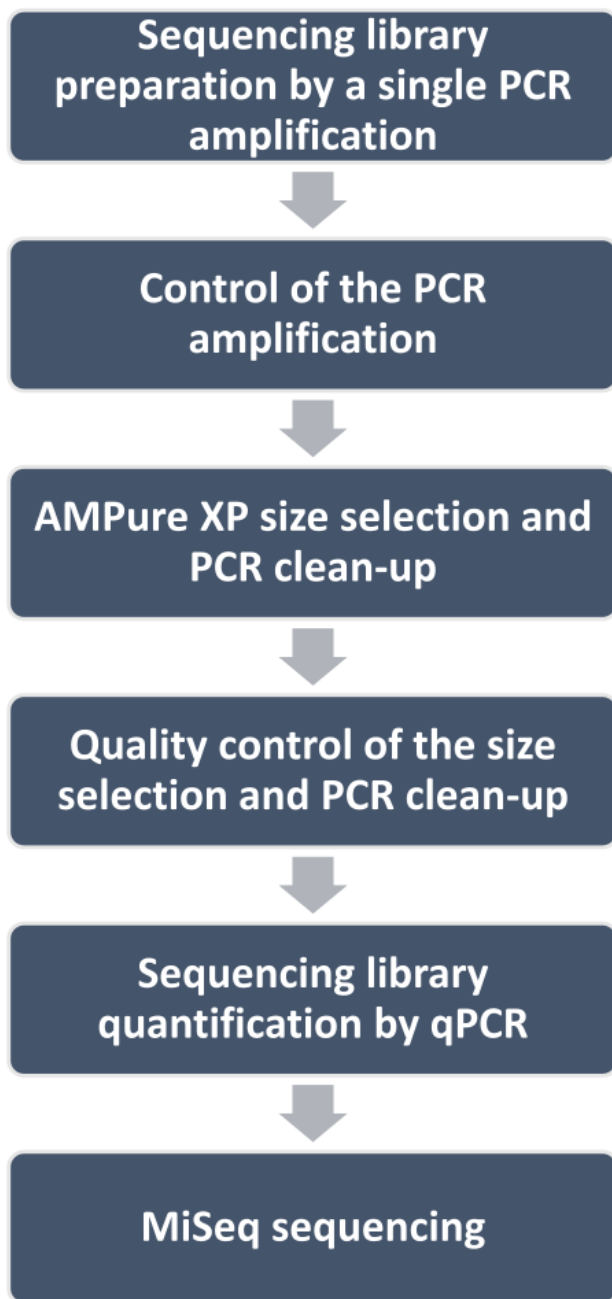 Sequencing library
preparation by a single PCR
amplification
Control of the PCR
amplification
AMPure XP size selection and
PCR clean-up
Quality control of the size
selection and PCR clean-up
Sequencing library
quantification by qPCR
MiSeq sequencing